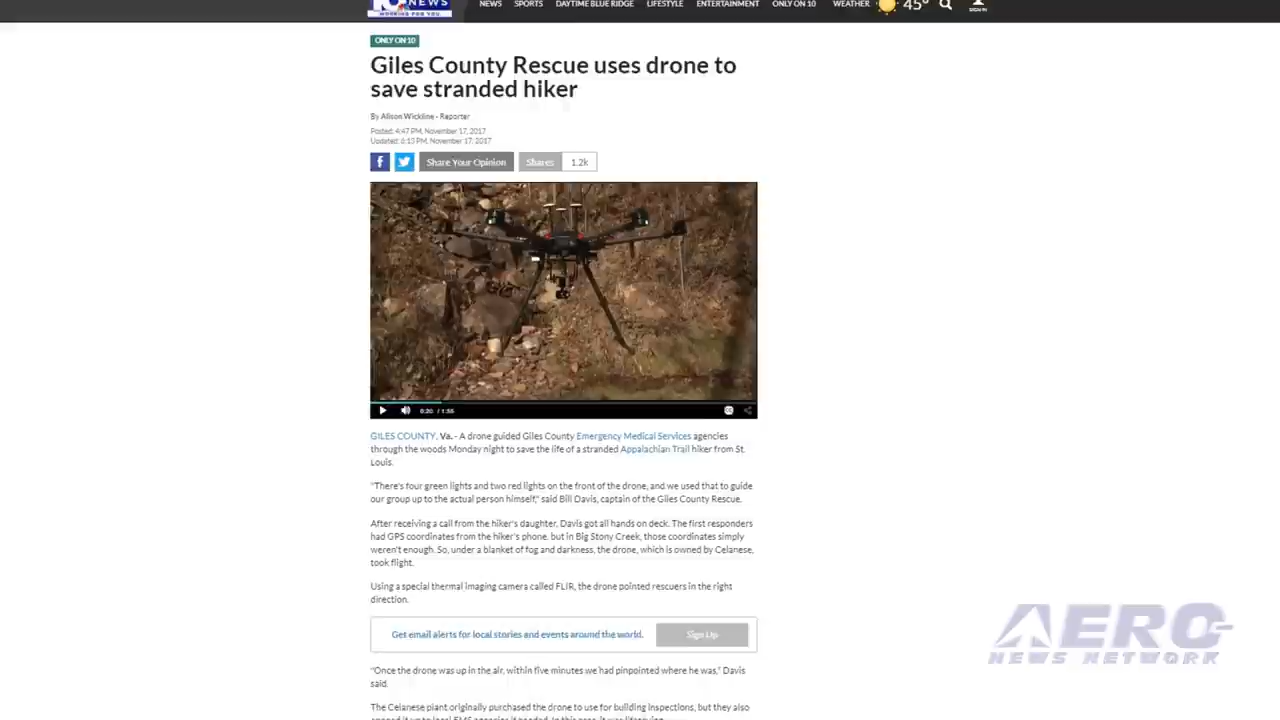 10 NEWS
WORKING FOR YOU.
NEWS SPORTS DAYTIME BLUE RIDGE LIFESTYLE ENTERTAINMENT ONLY ON 10 WEATHER 45°
SIGN IN
ONLY ON 10
Giles County Rescue uses drone to
save stranded hiker
By Alison Wickline - Reporter
Posted: 4:47 PM, November 17, 2017
Updated: 6:13 PM, November 17, 2017
f Share Your Opinion Shares 1.2k
0:20 / 1:55
GILES COUNTY, Va. - A drone guided Giles County Emergency Medical Services agencies
through the woods Monday night to save the life of a stranded Appalachian Trail hiker from St.
Louis.
"There's four green lights and two red lights on the front of the drone, and we used that to guide
our group up to the actual person himself," said Bill Davis, captain of the Giles County Rescue.
After receiving a call from the hiker's daughter, Davis got all hands on deck. The first responders
had GPS coordinates from the hiker's phone, but in Big Stony Creek, those coordinates simply
weren't enough. So, under a blanket of fog and darkness, the drone, which is owned by Celanese,
took flight.
Using a special thermal imaging camera called FLIR, the drone pointed rescuers in the right
direction.
Get email alerts for local stories and events around the world. Sign Up
"Once the drone was up in the air, within five minutes we had pinpointed where he was," Davis
said.
The Celanese plant originally purchased the drone to use for building inspections, but they also
AERO
NEWS NETWORK